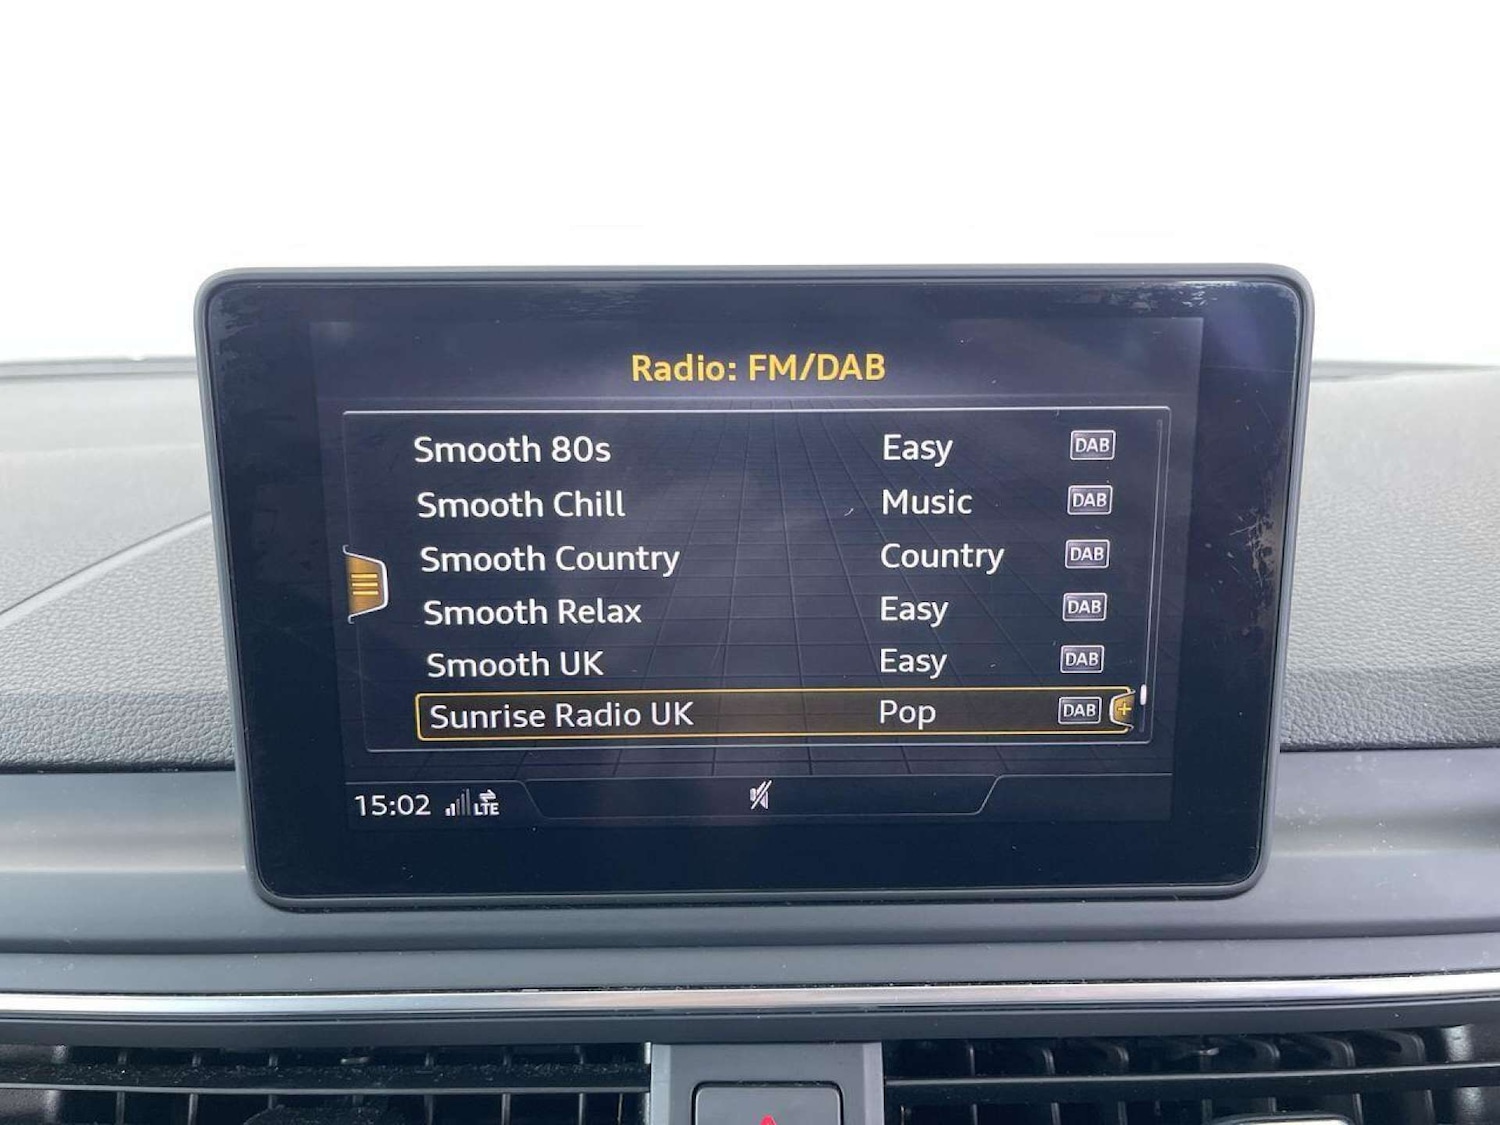 Radio: FM/DAB
Smooth 80s Easy DAB
Smooth Chill Music DAB
Smooth Country Country DAB
Smooth Relax Easy DAB
Smooth UK Easy DAB
Sunrise Radio UK Pop DAB +
15:02 LTE